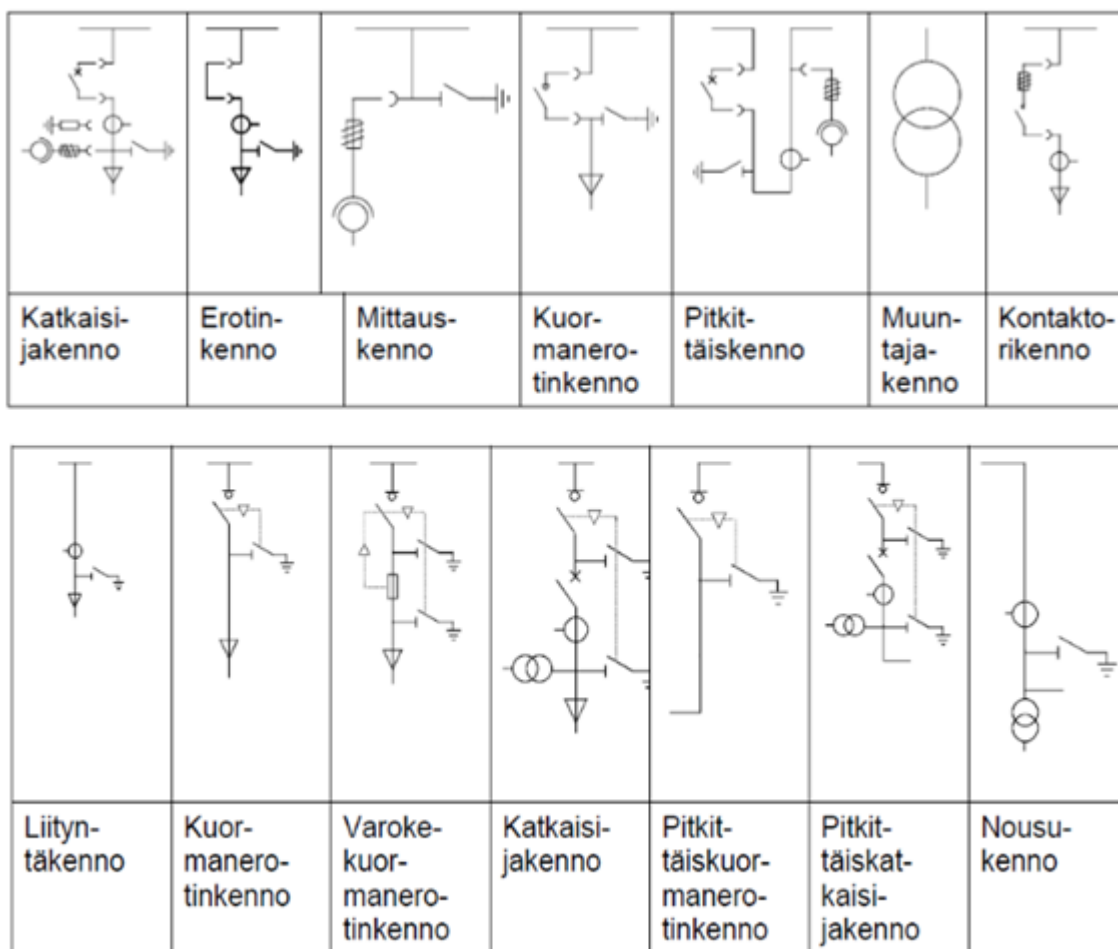 Katkaisi-
jakenno
Erotin-
kenno
Mittaus-
kenno
Kuor-
manero-
tinkenno
Pitkit-
täiskenno
Muun-
taja-
kenno
Kontakto-
rikenno
Liityn-
täkenno
Kuor-
manero-
tinkenno
Varoke-
kuor-
manero-
tinkenno
Katkaisi-
jakenno
Pitkit-
täiskuor-
manero-
tinkenno
Pitkit-
täiskat-
kaisi-
jakenno
Nousu-
kenno